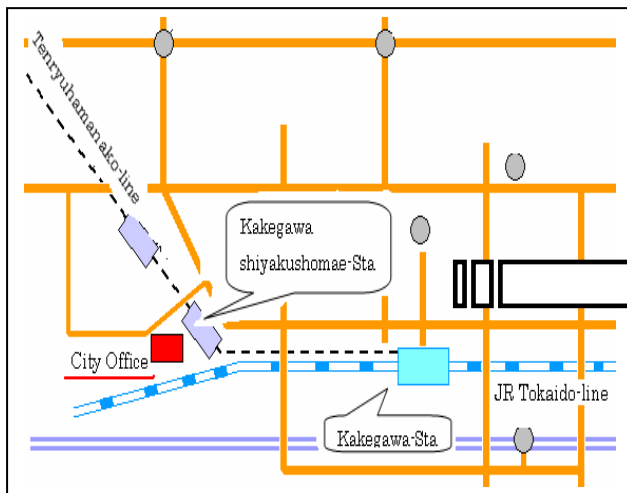 Tenryuhamanako-line
Kakegawa
shiyakushomae-Sta
City Office
JR Tokaido-line
Kakegawa-Sta